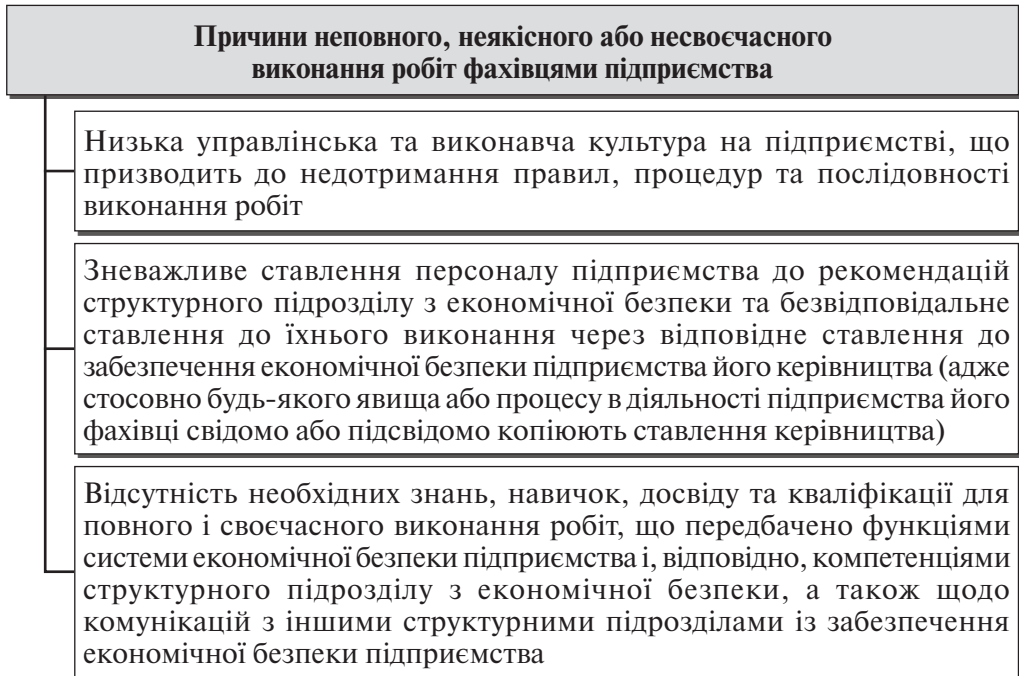 Причини неповного, неякісного або несвоєчасного
виконання робіт фахівцями підприємства
Низька управлінська та виконавча культура на підприємстві, що
призводить до недотримання правил, процедур та послідовності
виконання робіт
Зневажливе ставлення персоналу підприємства до рекомендацій
структурного підрозділу з економічної безпеки та безвідповідальне
ставлення до їхнього виконання через відповідне ставлення до
забезпечення економічної безпеки підприємства його керівництва (адже
стосовно будь-якого явища або процесу в діяльності підприємства його
фахівці свідомо або підсвідомо копіюють ставлення керівництва)
Відсутність необхідних знань, навичок, досвіду та кваліфікації для
повного і своєчасного виконання робіт, що передбачено функціями
системи економічної безпеки підприємства і, відповідно, компетенціями
структурного підрозділу з економічної безпеки, а також щодо
комунікацій з іншими структурними підрозділами із забезпечення
економічної безпеки підприємства